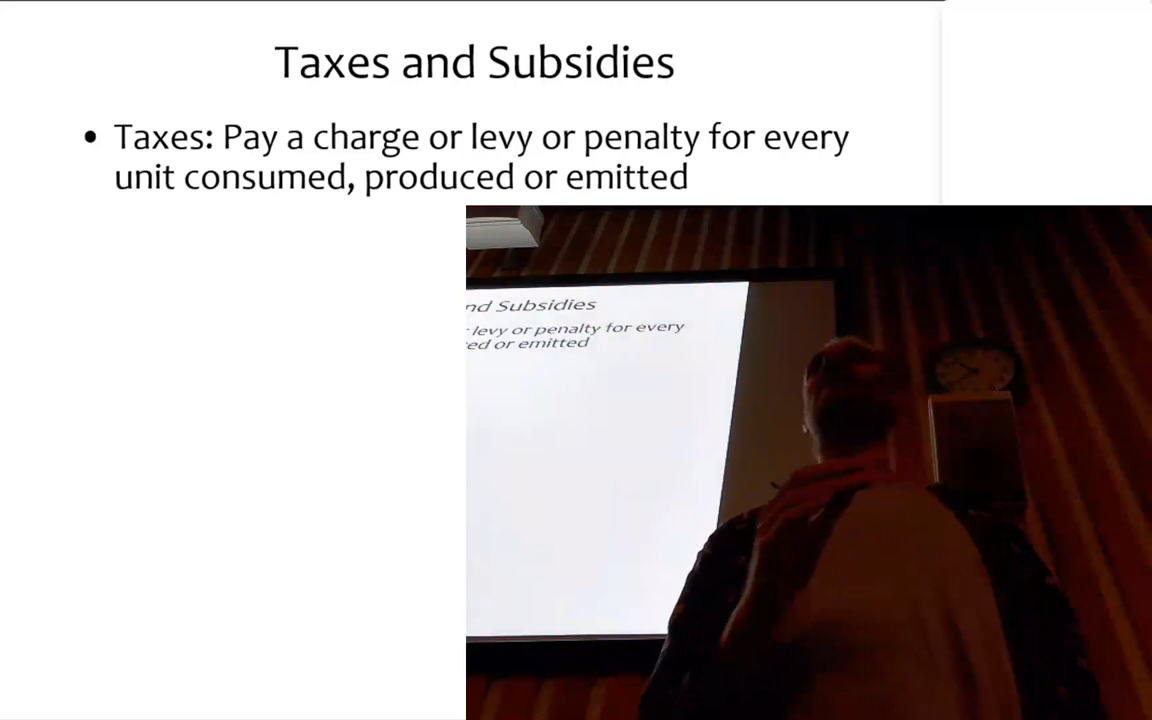 Taxes and Subsidies
• Taxes: Pay a charge or levy or penalty for every
unit consumed, produced or emitted
nd Subsidies
levy or penalty for every
ed or emitted